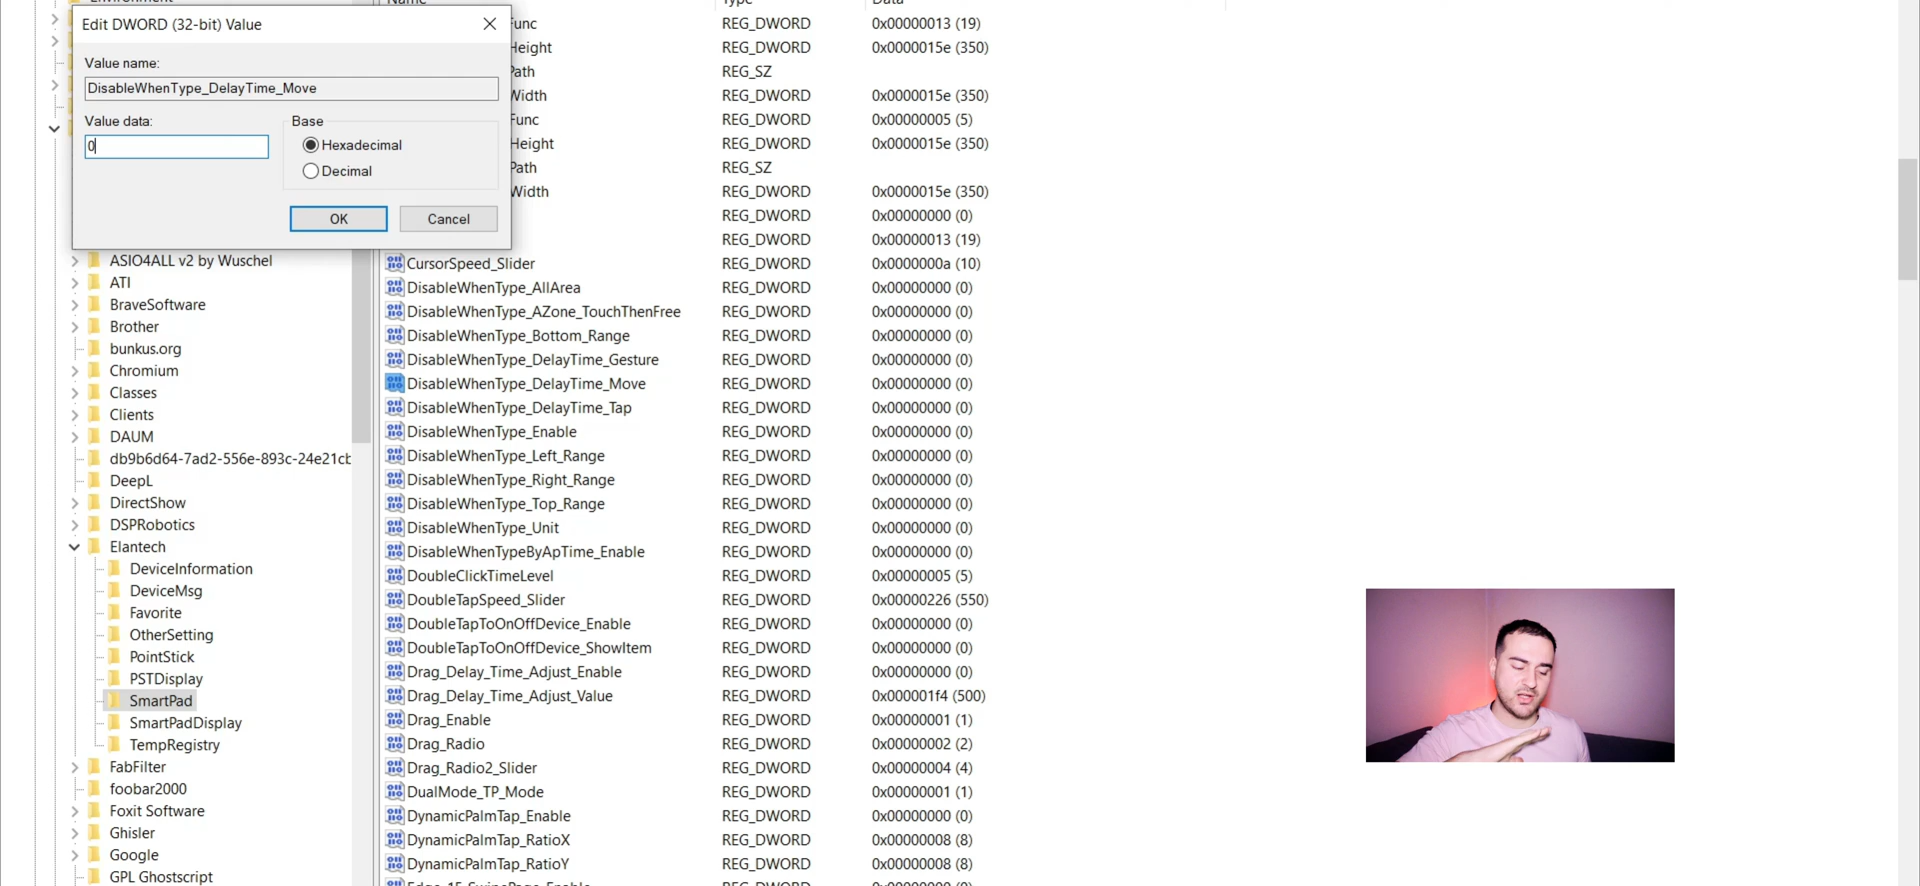 Environment
Name Type Data
Edit DWORD (32-bit) Value
Value name:
DisableWhenType_DelayTime_Move
Value data:
0
Base
Hexadecimal
Decimal
OK Cancel
ASIO4ALL v2 by Wuschel
ATI
BraveSoftware
Brother
bunkus.org
Chromium
Classes
Clients
DAUM
db9b6d64-7ad2-556e-893c-24e21cb
DeepL
DirectShow
DSPRobotics
Elantech
DeviceInformation
DeviceMsg
Favorite
OtherSetting
PointStick
PSTDisplay
SmartPad
SmartPadDisplay
TempRegistry
FabFilter
foobar2000
Foxit Software
Ghisler
Google
GPL Ghostscript
Func REG_DWORD 0x00000013 (19)
Height REG_DWORD 0x0000015e (350)
Path REG_SZ
Width REG_DWORD 0x0000015e (350)
Func REG_DWORD 0x00000005 (5)
Height REG_DWORD 0x0000015e (350)
Path REG_SZ
Width REG_DWORD 0x0000015e (350)
REG_DWORD 0x00000000 (0)
REG_DWORD 0x00000013 (19)
CursorSpeed_Slider REG_DWORD 0x0000000a (10)
DisableWhenType_AllArea REG_DWORD 0x00000000 (0)
DisableWhenType_AZone_TouchThenFree REG_DWORD 0x00000000 (0)
DisableWhenType_Bottom_Range REG_DWORD 0x00000000 (0)
DisableWhenType_DelayTime_Gesture REG_DWORD 0x00000000 (0)
DisableWhenType_DelayTime_Move REG_DWORD 0x00000000 (0)
DisableWhenType_DelayTime_Tap REG_DWORD 0x00000000 (0)
DisableWhenType_Enable REG_DWORD 0x00000000 (0)
DisableWhenType_Left_Range REG_DWORD 0x00000000 (0)
DisableWhenType_Right_Range REG_DWORD 0x00000000 (0)
DisableWhenType_Top_Range REG_DWORD 0x00000000 (0)
DisableWhenType_Unit REG_DWORD 0x00000000 (0)
DisableWhenTypeByApTime_Enable REG_DWORD 0x00000000 (0)
DoubleClickTimeLevel REG_DWORD 0x00000005 (5)
DoubleTapSpeed_Slider REG_DWORD 0x00000226 (550)
DoubleTapToOnOffDevice_Enable REG_DWORD 0x00000000 (0)
DoubleTapToOnOffDevice_ShowItem REG_DWORD 0x00000000 (0)
Drag_Delay_Time_Adjust_Enable REG_DWORD 0x00000000 (0)
Drag_Delay_Time_Adjust_Value REG_DWORD 0x000001f4 (500)
Drag_Enable REG_DWORD 0x00000001 (1)
Drag_Radio REG_DWORD 0x00000002 (2)
Drag_Radio2_Slider REG_DWORD 0x00000004 (4)
DualMode_TP_Mode REG_DWORD 0x00000001 (1)
DynamicPalmTap_Enable REG_DWORD 0x00000000 (0)
DynamicPalmTap_RatioX REG_DWORD 0x00000008 (8)
DynamicPalmTap_RatioY REG_DWORD 0x00000008 (8)